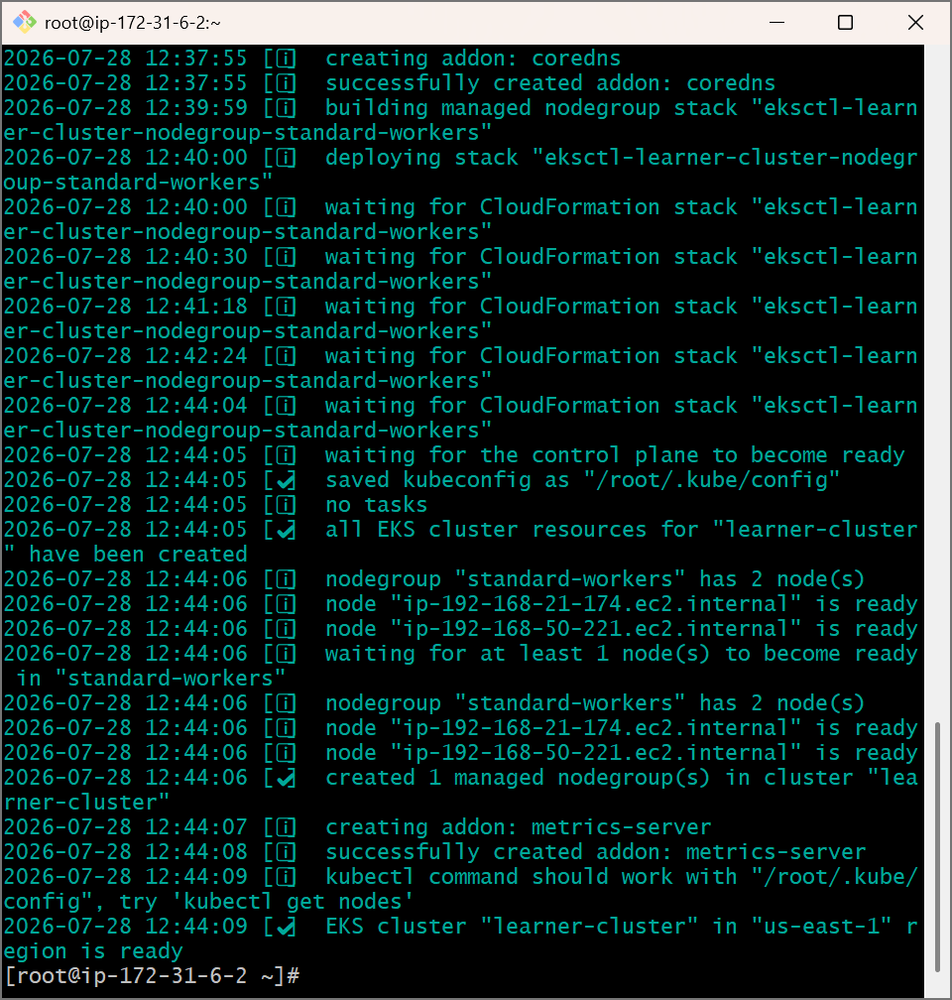 root@ip-172-31-6-2:~
2026-07-28 12:37:55 [ℹ]  creating addon: coredns
2026-07-28 12:37:55 [ℹ]  successfully created addon: coredns
2026-07-28 12:39:59 [ℹ]  building managed nodegroup stack "eksctl-learn
er-cluster-nodegroup-standard-workers"
2026-07-28 12:40:00 [ℹ]  deploying stack "eksctl-learner-cluster-nodegr
oup-standard-workers"
2026-07-28 12:40:00 [ℹ]  waiting for CloudFormation stack "eksctl-learn
er-cluster-nodegroup-standard-workers"
2026-07-28 12:40:30 [ℹ]  waiting for CloudFormation stack "eksctl-learn
er-cluster-nodegroup-standard-workers"
2026-07-28 12:41:18 [ℹ]  waiting for CloudFormation stack "eksctl-learn
er-cluster-nodegroup-standard-workers"
2026-07-28 12:42:24 [ℹ]  waiting for CloudFormation stack "eksctl-learn
er-cluster-nodegroup-standard-workers"
2026-07-28 12:44:04 [ℹ]  waiting for CloudFormation stack "eksctl-learn
er-cluster-nodegroup-standard-workers"
2026-07-28 12:44:05 [ℹ]  waiting for the control plane to become ready
2026-07-28 12:44:05 [✔]  saved kubeconfig as "/root/.kube/config"
2026-07-28 12:44:05 [ℹ]  no tasks
2026-07-28 12:44:05 [✔]  all EKS cluster resources for "learner-cluster
" have been created
2026-07-28 12:44:06 [ℹ]  nodegroup "standard-workers" has 2 node(s)
2026-07-28 12:44:06 [ℹ]  node "ip-192-168-21-174.ec2.internal" is ready
2026-07-28 12:44:06 [ℹ]  node "ip-192-168-50-221.ec2.internal" is ready
2026-07-28 12:44:06 [ℹ]  waiting for at least 1 node(s) to become ready
 in "standard-workers"
2026-07-28 12:44:06 [ℹ]  nodegroup "standard-workers" has 2 node(s)
2026-07-28 12:44:06 [ℹ]  node "ip-192-168-21-174.ec2.internal" is ready
2026-07-28 12:44:06 [ℹ]  node "ip-192-168-50-221.ec2.internal" is ready
2026-07-28 12:44:06 [✔]  created 1 managed nodegroup(s) in cluster "lea
rner-cluster"
2026-07-28 12:44:07 [ℹ]  creating addon: metrics-server
2026-07-28 12:44:08 [ℹ]  successfully created addon: metrics-server
2026-07-28 12:44:09 [ℹ]  kubectl command should work with "/root/.kube/
config", try 'kubectl get nodes'
2026-07-28 12:44:09 [✔]  EKS cluster "learner-cluster" in "us-east-1" r
egion is ready
[root@ip-172-31-6-2 ~]#